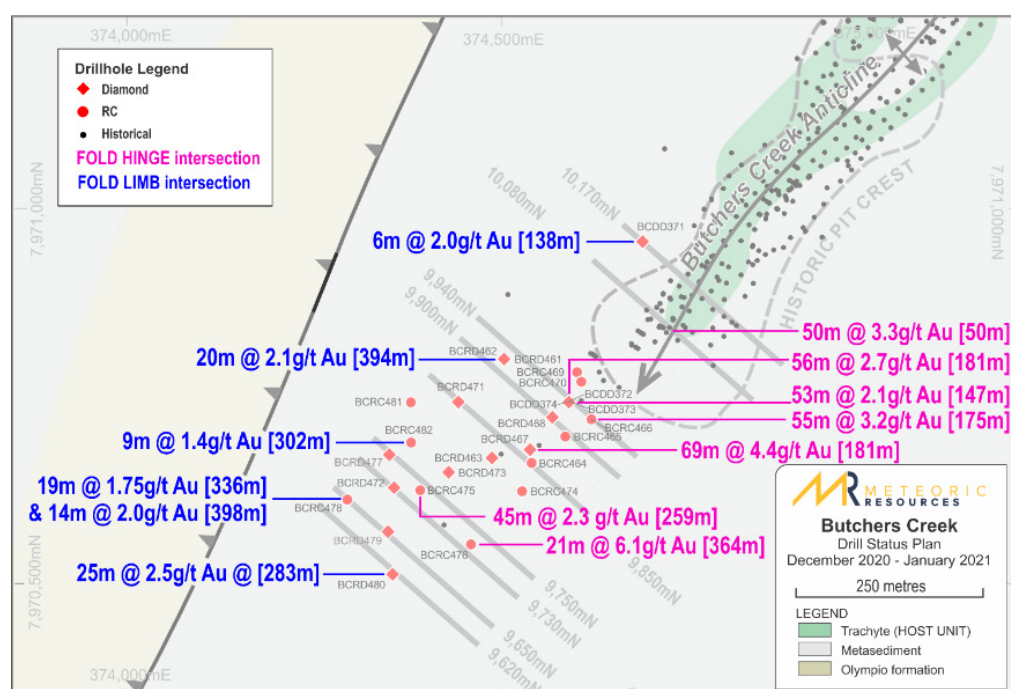 374,000mE
374,500mE
375,000mE
Drillhole Legend
Diamond
RC
Historical
FOLD HINGE intersection
FOLD LIMB intersection
7,971,000mN
7,971,000mN
Butchers Creek Anticline
HISTORIC PIT CREST
10,080mN
10,170mN
BCDD371
6m @ 2.0g/t Au [138m]
9,940mN
9,900mN
50m @ 3.3g/t Au [50m]
20m @ 2.1g/t Au [394m]
BCRD462
BCRD461
BCRC469
BCRC470
56m @ 2.7g/t Au [181m]
BCRD471
BCDD372
BCDD374
53m @ 2.1g/t Au [147m]
BCRC481
BCDD373
BCRD468
BCRC466
55m @ 3.2g/t Au [175m]
BCRC482
BCRC465
9m @ 1.4g/t Au [302m]
BCRD467
69m @ 4.4g/t Au [181m]
BCRD477
BCRD463
BCRC464
BCRD473
19m @ 1.75g/t Au [336m]
& 14m @ 2.0g/t Au [398m]
BCRD472
BCRC475
BCRC474
BCRC478
45m @ 2.3 g/t Au [259m]
BCRD479
BCRC476
21m @ 6.1g/t Au [364m]
25m @ 2.5g/t Au @ [283m]
BCRD480
9,850mN
9,750mN
9,730mN
9,650mN
9,620mN
7,970,500mN
374,000mE
METEORIC
RESOURCES
Butchers Creek
Drill Status Plan
December 2020 - January 2021
250 metres
LEGEND
Trachyte (HOST UNIT)
Metasediment
Olympio formation